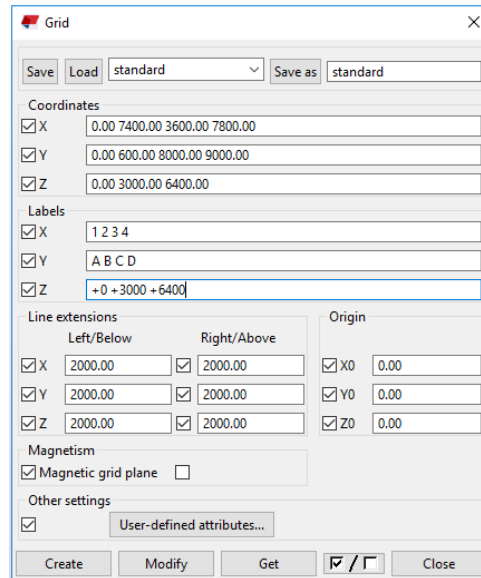 Grid
Save Load standard Save as standard
Coordinates
X 0.00 7400.00 3600.00 7800.00
Y 0.00 600.00 8000.00 9000.00
Z 0.00 3000.00 6400.00
Labels
X 1 2 3 4
Y A B C D
Z +0 +3000 +6400
Line extensions Origin
Left/Below Right/Above
X 2000.00 2000.00 X0 0.00
Y 2000.00 2000.00 Y0 0.00
Z 2000.00 2000.00 Z0 0.00
Magnetism
Magnetic grid plane
Other settings
User-defined attributes...
Create Modify Get / Close